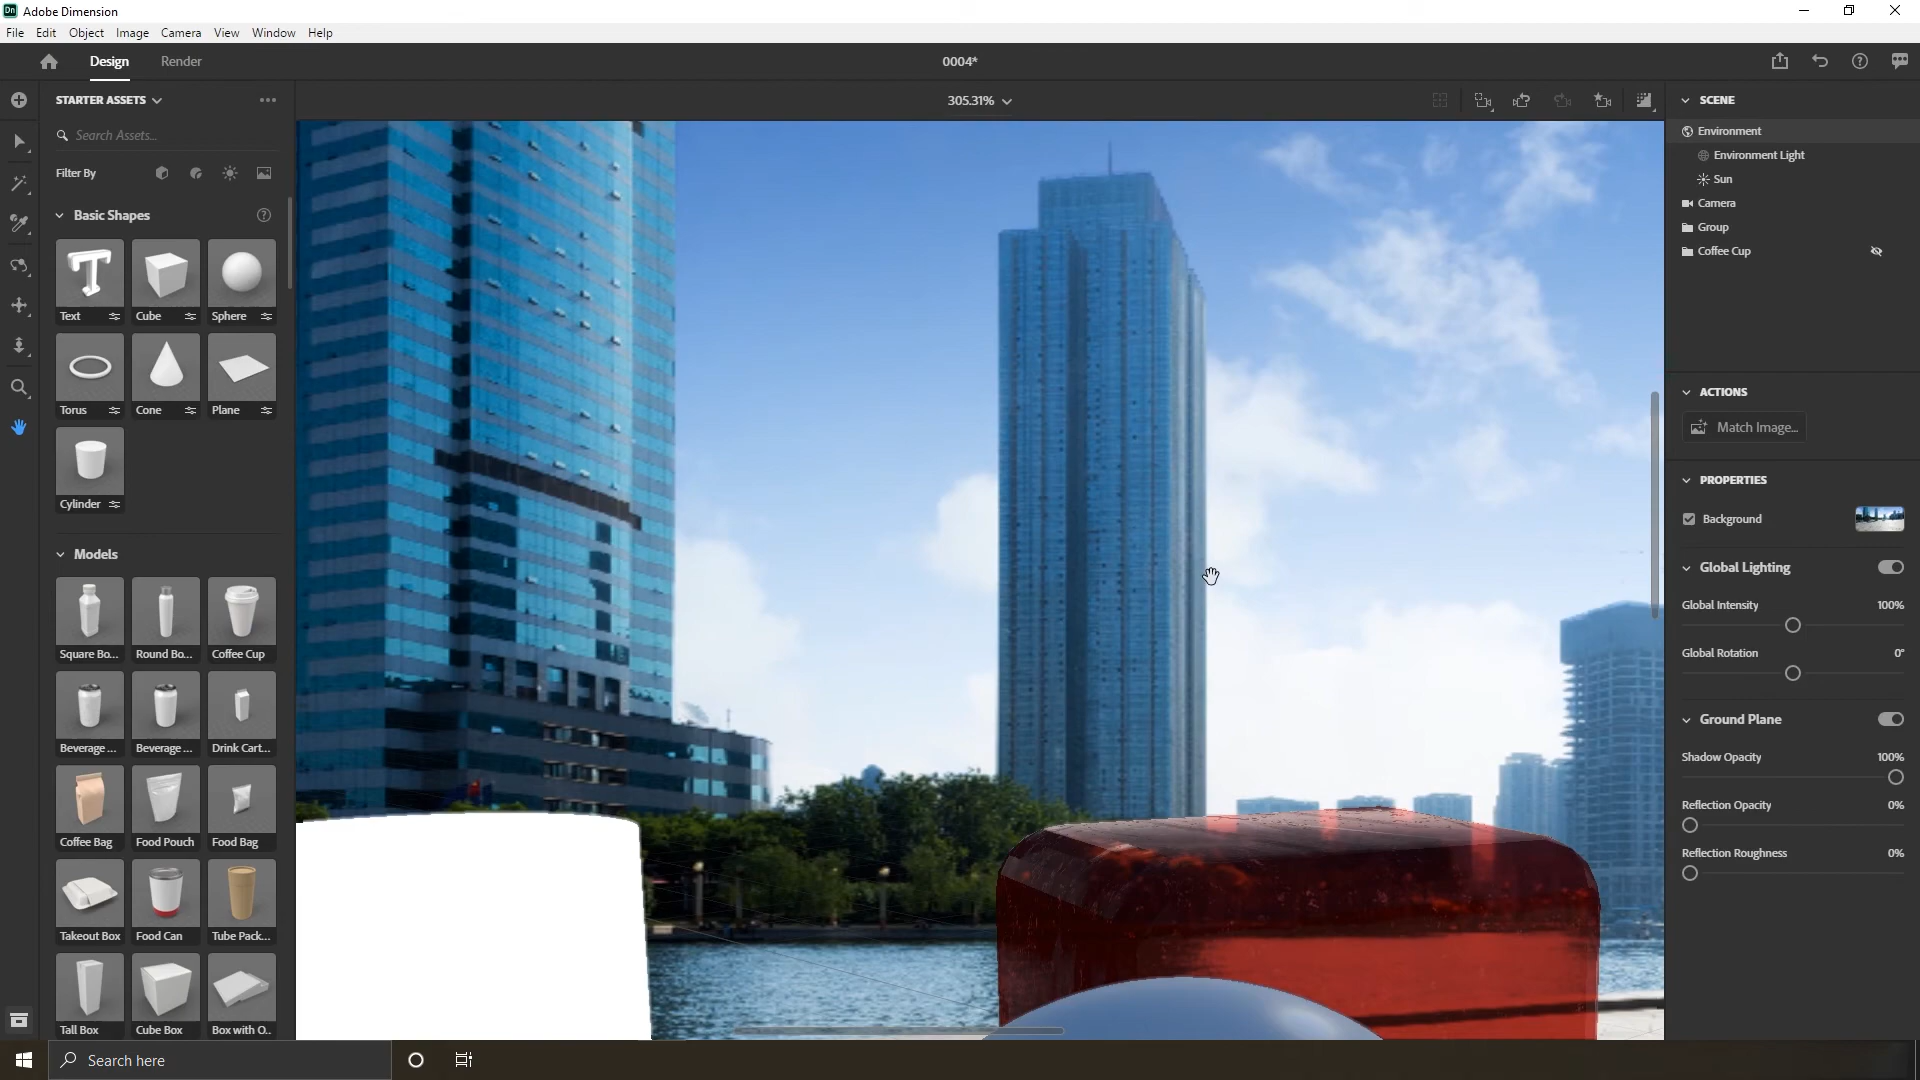 Dn Adobe Dimension
File Edit Object Image Camera View Window Help
Design Render 0004*
STARTER ASSETS
305.31%
Search Assets...
Filter By
Basic Shapes
Text Cube Sphere
Torus Cone Plane
Cylinder
Models
Square Bo... Round Bo... Coffee Cup
Beverage ... Beverage ... Drink Cart...
Coffee Bag Food Pouch Food Bag
Takeout Box Food Can Tube Pack...
Tall Box Cube Box Box with O..
SCENE
Environment
Environment Light
Sun
Camera
Group
Coffee Cup
ACTIONS
Match Image...
PROPERTIES
Background
Global Lighting
Global Intensity 100%
Global Rotation 0°
Ground Plane
Shadow Opacity 100%
Reflection Opacity 0%
Reflection Roughness 0%
Search here